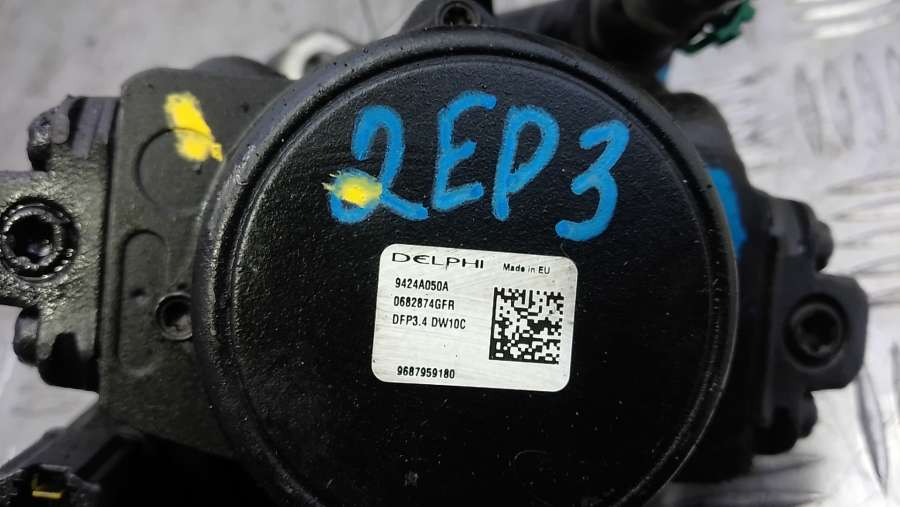 2EP3
DELPHI Made in EU
9424A050A
0682874GFR
DFP3.4 DW10C
9687959180